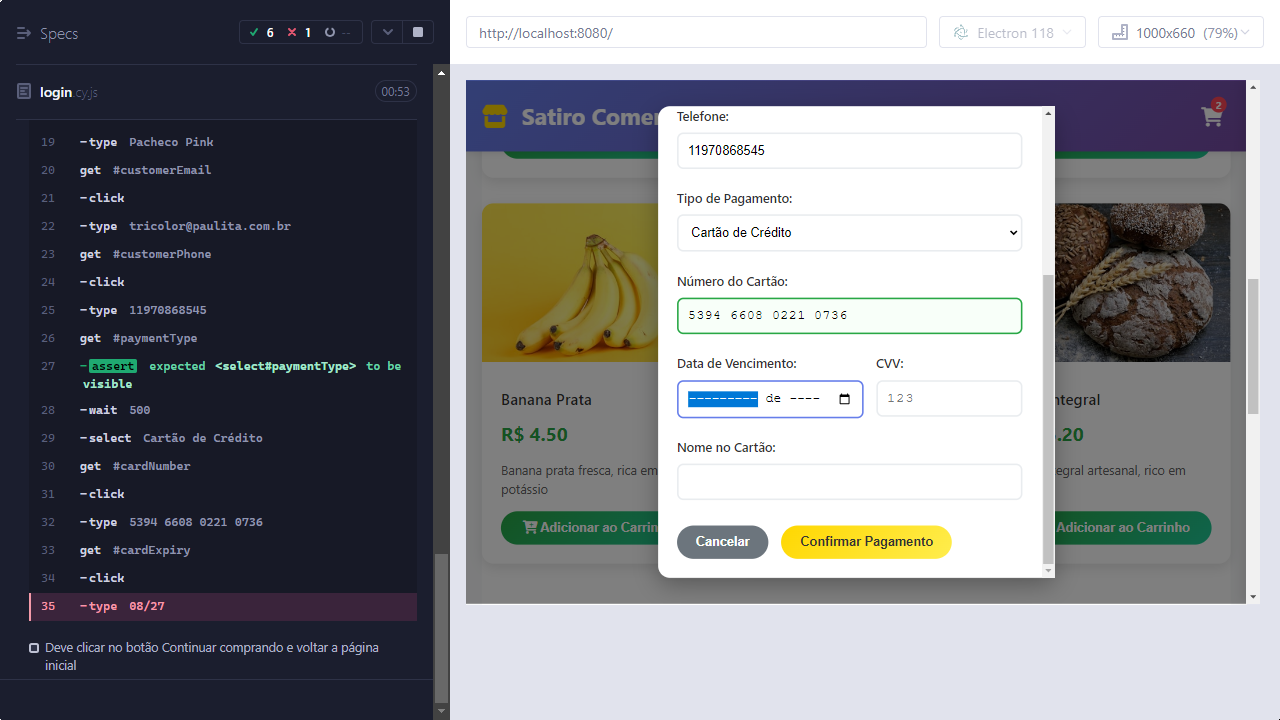 Specs
6
1
--
login.cy.js
00:53
19 -type Pacheco Pink
20 get #customerEmail
21 -click
22 -type tricolor@paulita.com.br
23 get #customerPhone
24 -click
25 -type 11970868545
26 get #paymentType
27 -assert expected <select#paymentType> to be
visible
28 -wait 500
29 -select Cartão de Crédito
30 get #cardNumber
31 -click
32 -type 5394 6608 0221 0736
33 get #cardExpiry
34 -click
35 -type 08/27
Deve clicar no botão Continuar comprando e voltar a página
inicial
http://localhost:8080/
Electron 118
1000x660 (79%)
Satiro Comer
2
Telefone:
11970868545
Tipo de Pagamento:
Cartão de Crédito
Número do Cartão:
5394 6608 0221 0736
Data de Vencimento:
CVV:
--------- de ----
123
Nome no Cartão:
Cancelar
Confirmar Pagamento
Banana Prata
R$ 4.50
Banana prata fresca, rica em
potássio
Adicionar ao Carrin
ntegral
.20
egral artesanal, rico em
Adicionar ao Carrinho